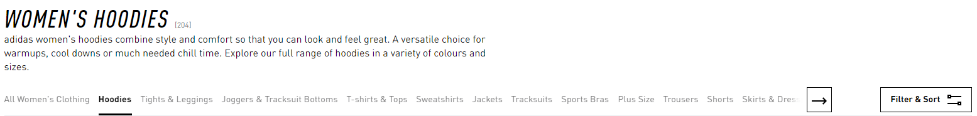 WOMEN'S HOODIES [204]
adidas women's hoodies combine style and comfort so that you can look and feel great. A versatile choice for
warmups, cool downs or much needed chill time. Explore our full range of hoodies in a variety of colours and
sizes.
All Women's Clothing Hoodies Tights & Leggings Joggers & Tracksuit Bottoms T-shirts & Tops Sweatshirts Jackets Tracksuits Sports Bras Plus Size Trousers Shorts Skirts & Dres Filter & Sort